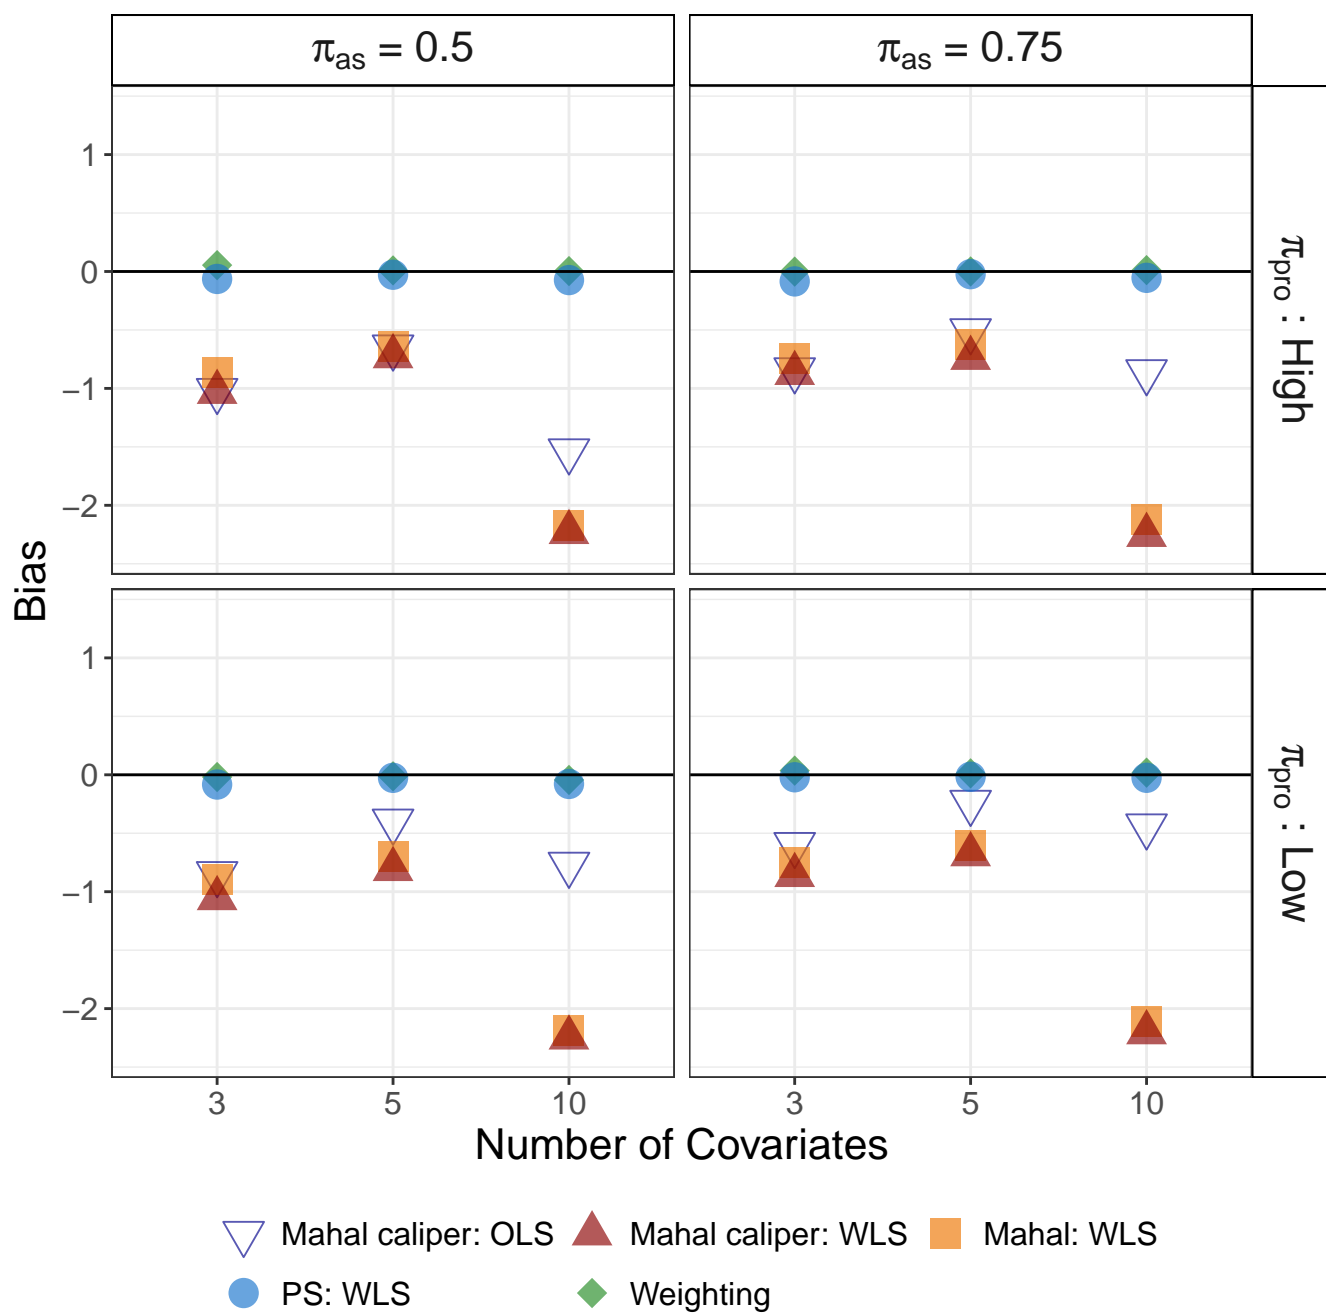 πas = 0.5
πas = 0.75
1
0
−1
−2
πpro : High
Bias
1
0
−1
−2
πpro : Low
3
5
10
3
5
10
Number of Covariates
Mahal caliper: OLS
Mahal caliper: WLS
Mahal: WLS
PS: WLS
Weighting